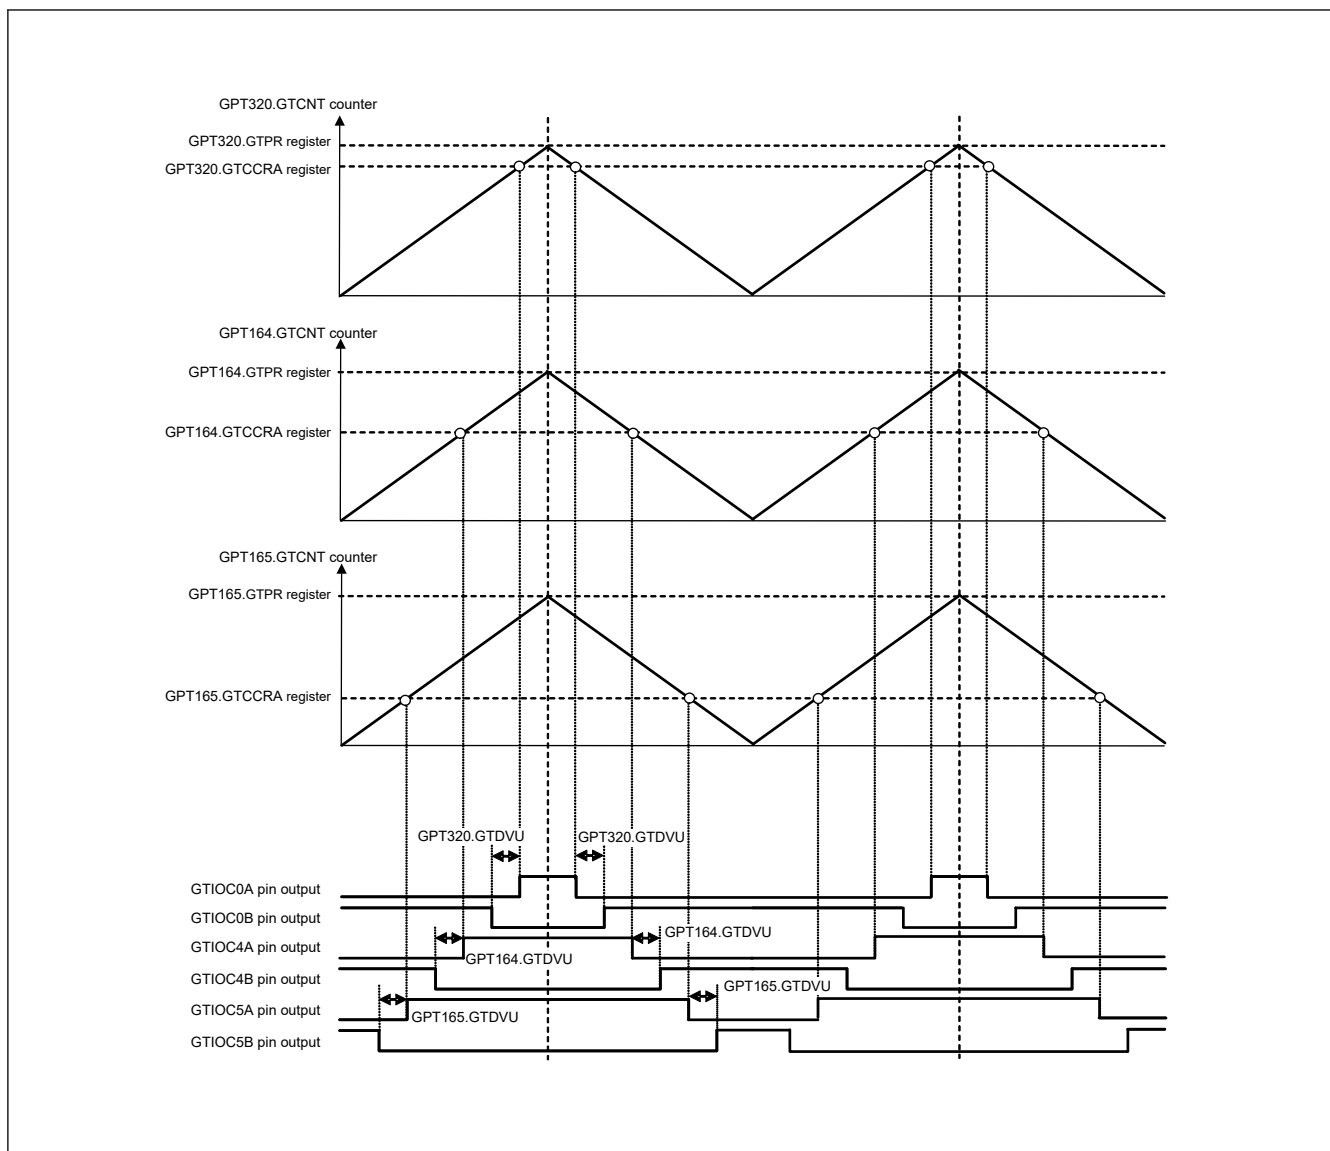 GPT320.GTCNT counter
GPT320.GTPR register
GPT320.GTCCRA register
GPT164.GTCNT counter
GPT164.GTPR register
GPT164.GTCCRA register
GPT165.GTCNT counter
GPT165.GTPR register
GPT165.GTCCRA register
GPT320.GTDVU
GPT320.GTDVU
GTIOC0A pin output
GTIOC0B pin output
GPT164.GTDVU
GTIOC4A pin output
GPT164.GTDVU
GTIOC4B pin output
GPT165.GTDVU
GTIOC5A pin output
GPT165.GTDVU
GTIOC5B pin output